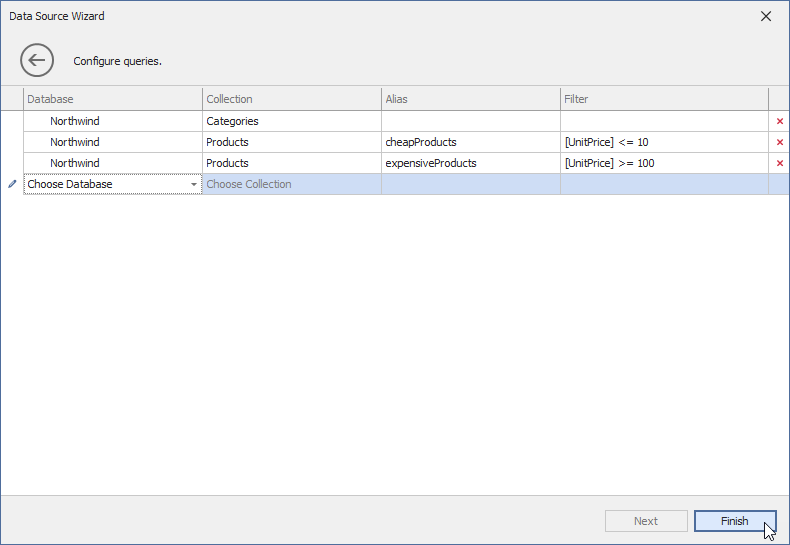 Data Source Wizard
Configure queries.
Database Collection Alias Filter
Northwind Categories
Northwind Products cheapProducts [UnitPrice] <= 10
Northwind Products expensiveProducts [UnitPrice] >= 100
Choose Database Choose Collection
Next Finish